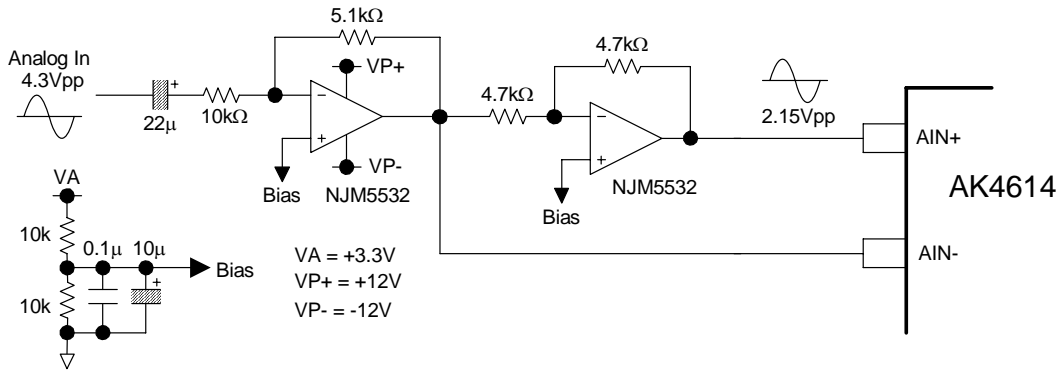 5.1kΩ
Analog In
4.3Vpp
+
22μ
10kΩ
VP+
−
+
VP-
Bias
NJM5532
4.7kΩ
4.7kΩ
−
+
Bias
NJM5532
2.15Vpp
AIN+
AK4614
AIN-
VA
10k
0.1μ
10μ
+
Bias
10k
VA = +3.3V
VP+ = +12V
VP- = -12V